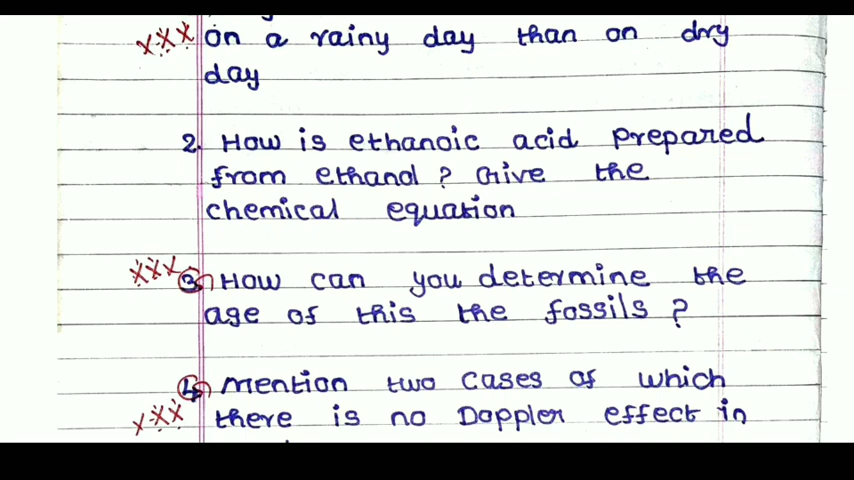 xxx on a rainy day than on dry
day
2. How is ethanoic acid prepared
from ethanol? Give the
chemical equation
xxx 3) How can you determine the
age of this the fossils?
4) Mention two cases of which
xxx there is no Doppler effect in